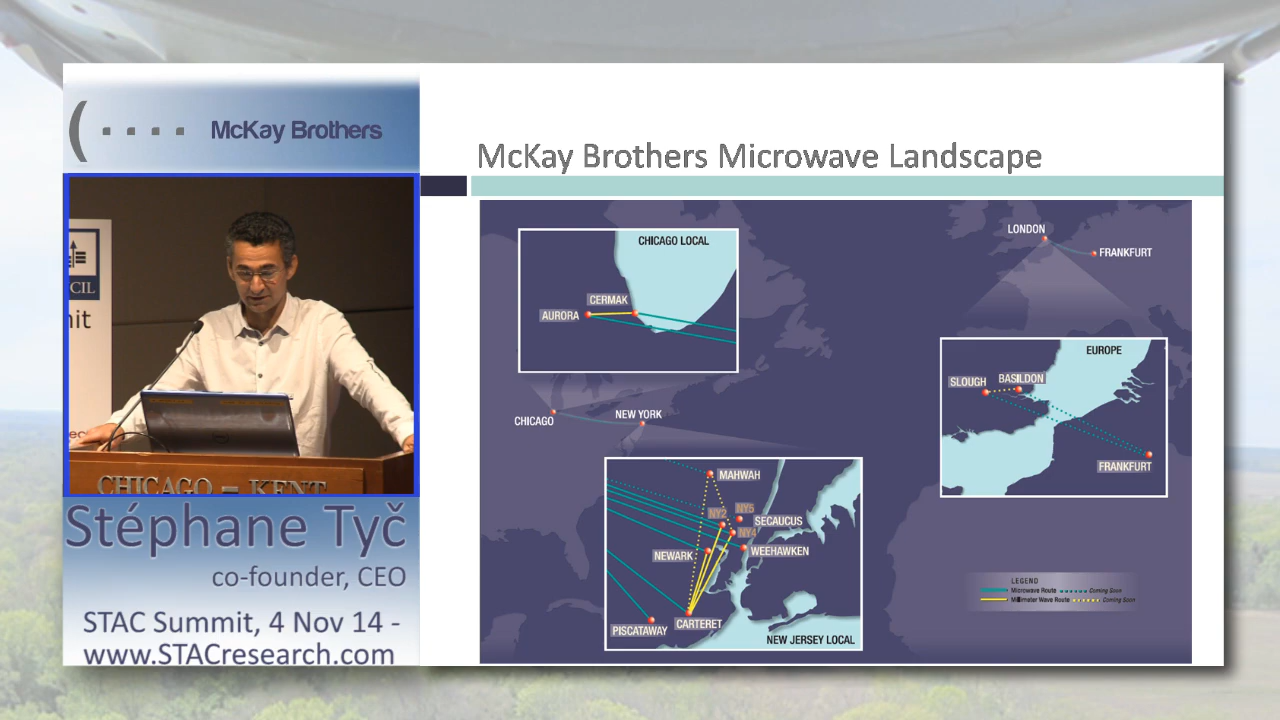 McKay Brothers
CIL
it
CHICAGO – KENT
Stéphane Tyč
co-founder, CEO
STAC Summit, 4 Nov 14 -
www.STACresearch.com
McKay Brothers Microwave Landscape
CHICAGO LOCAL
CERMAK
AURORA
LONDON
FRANKFURT
CHICAGO
NEW YORK
EUROPE
SLOUGH
BASILDON
FRANKFURT
MAHWAH
NY2
NY5
SECAUCUS
NY4
NEWARK
WEEHAWKEN
CARTERET
PISCATAWAY
NEW JERSEY LOCAL
LEGEND
Microwave Route
Coming Soon
Millimeter Wave Route
Coming Soon